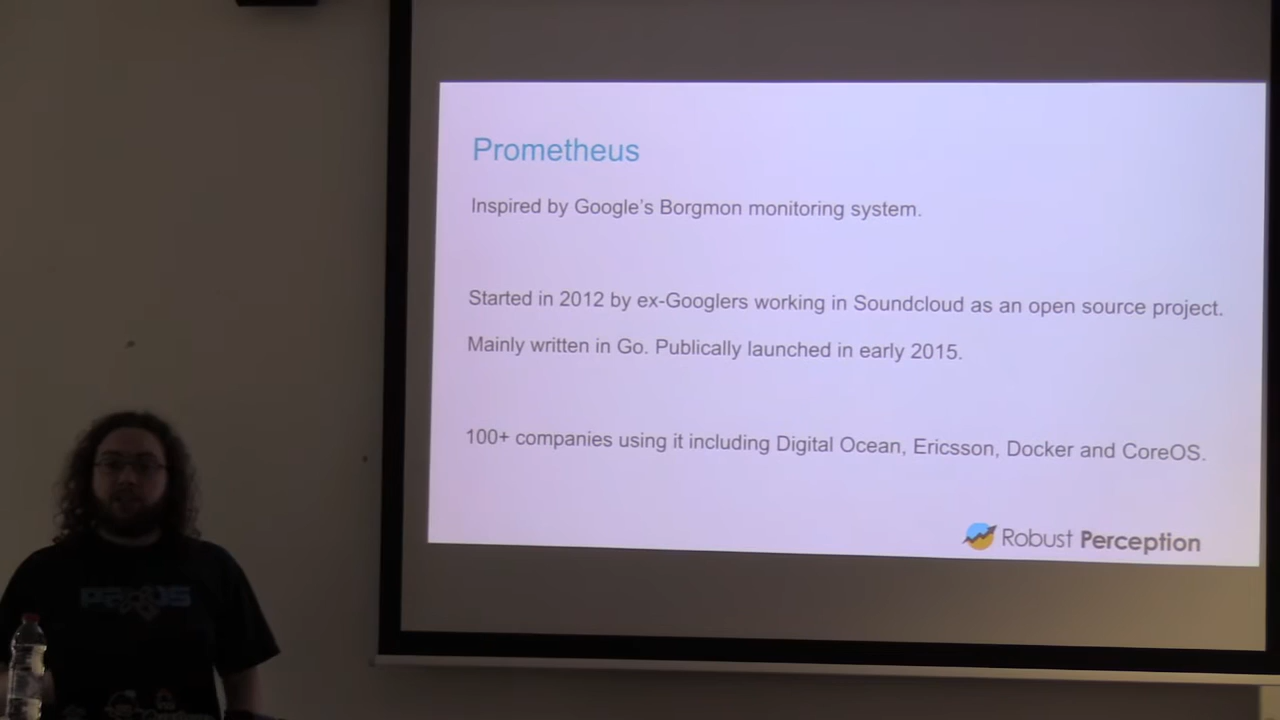 Prometheus
Inspired by Google's Borgmon monitoring system.
Started in 2012 by ex-Googlers working in Soundcloud as an open source project.
Mainly written in Go. Publically launched in early 2015.
100+ companies using it including Digital Ocean, Ericsson, Docker and CoreOS.
Robust Perception